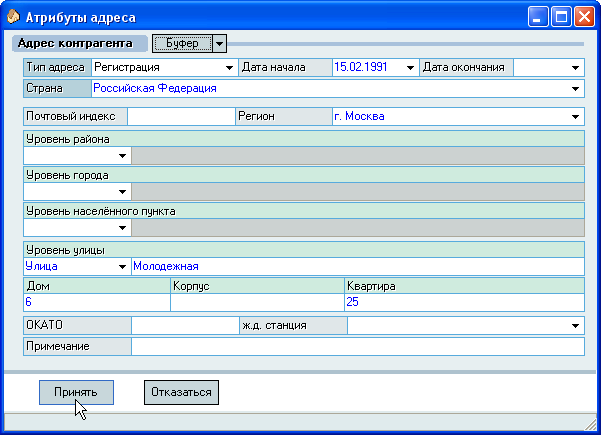 Атрибуты адреса
Адрес контрагента Буфер
Тип адреса Регистрация Дата начала 15.02.1991 Дата окончания
Страна Российская Федерация
Почтовый индекс Регион г. Москва
Уровень района
Уровень города
Уровень населённого пункта
Уровень улицы
Улица Молодежная
Дом Корпус Квартира
6 25
ОКАТО ж.д. станция
Примечание
Принять Отказаться